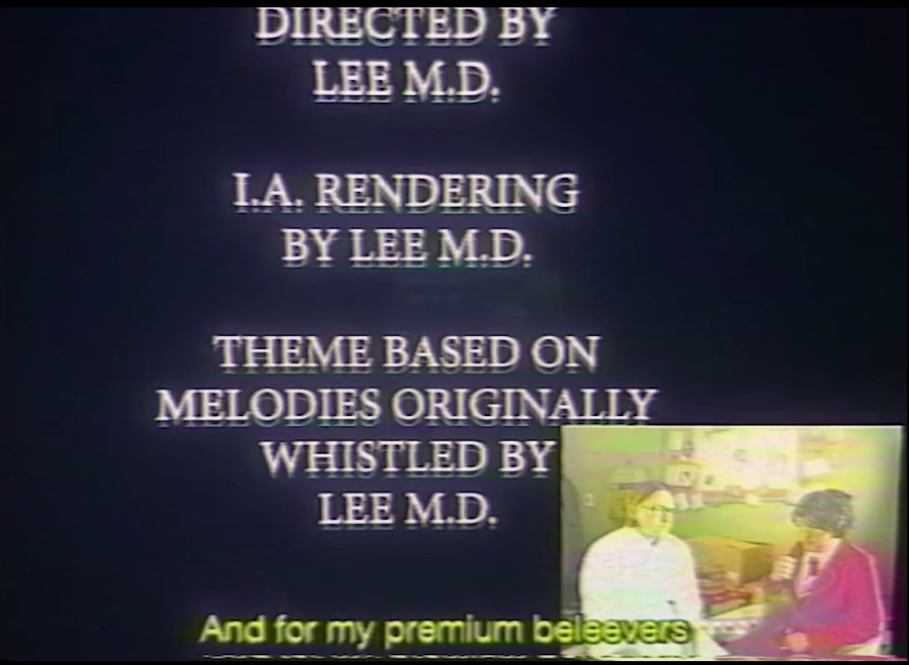 DIRECTED BY
LEE M.D.
I.A. RENDERING
BY LEE M.D.
THEME BASED ON
MELODIES ORIGINALLY
WHISTLED BY
LEE M.D.
And for my premium beleevers